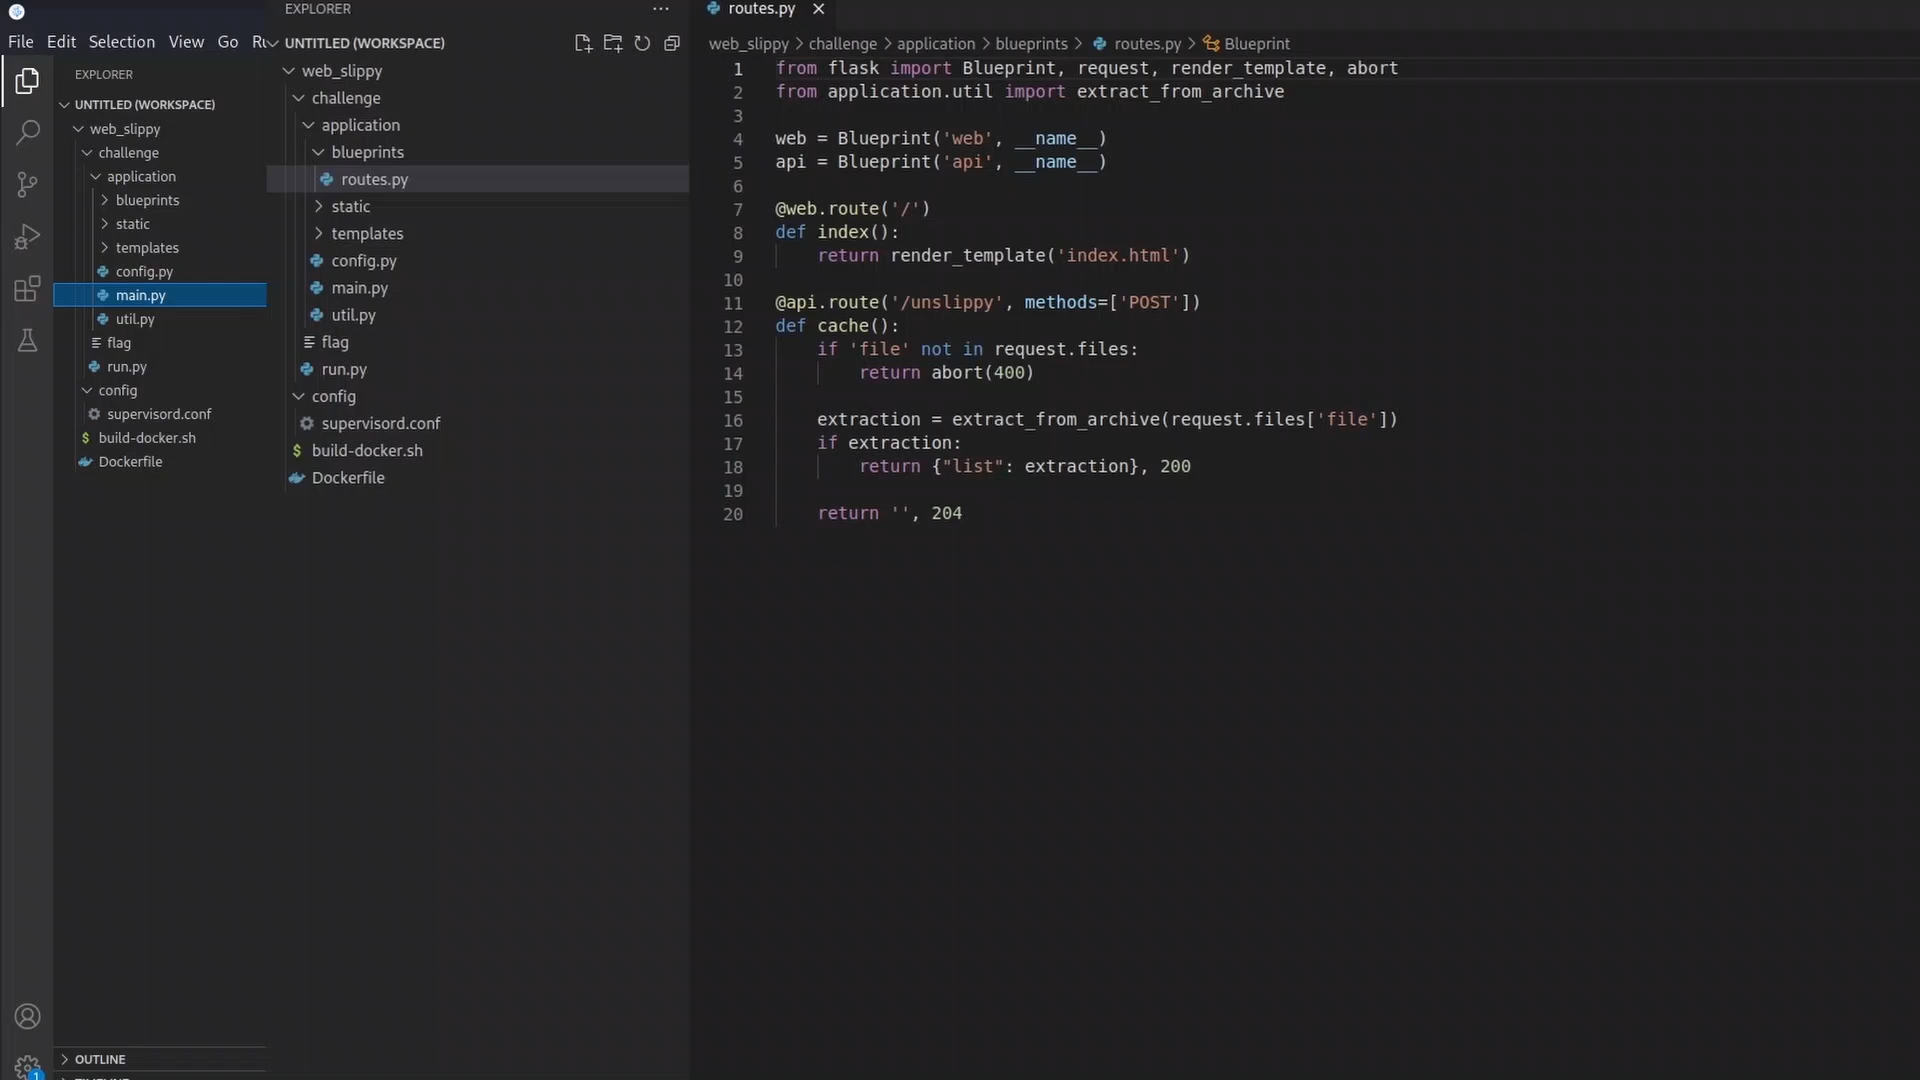 File Edit Selection View Go Ru
EXPLORER
UNTITLED (WORKSPACE)
web_slippy
challenge
application
blueprints
static
templates
config.py
main.py
util.py
flag
run.py
config
supervisord.conf
build-docker.sh
Dockerfile
OUTLINE
1
EXPLORER
UNTITLED (WORKSPACE)
web_slippy
challenge
application
blueprints
routes.py
static
templates
config.py
main.py
util.py
flag
run.py
config
supervisord.conf
build-docker.sh
Dockerfile
routes.py
web_slippy > challenge > application > blueprints > routes.py > Blueprint
1 from flask import Blueprint, request, render_template, abort
2 from application.util import extract_from_archive
3
4 web = Blueprint('web', __name__)
5 api = Blueprint('api', __name__)
6
7 @web.route('/')
8 def index():
9 return render_template('index.html')
10
11 @api.route('/unslippy', methods=['POST'])
12 def cache():
13 if 'file' not in request.files:
14 return abort(400)
15
16 extraction = extract_from_archive(request.files['file'])
17 if extraction:
18 return {"list": extraction}, 200
19
20 return '', 204